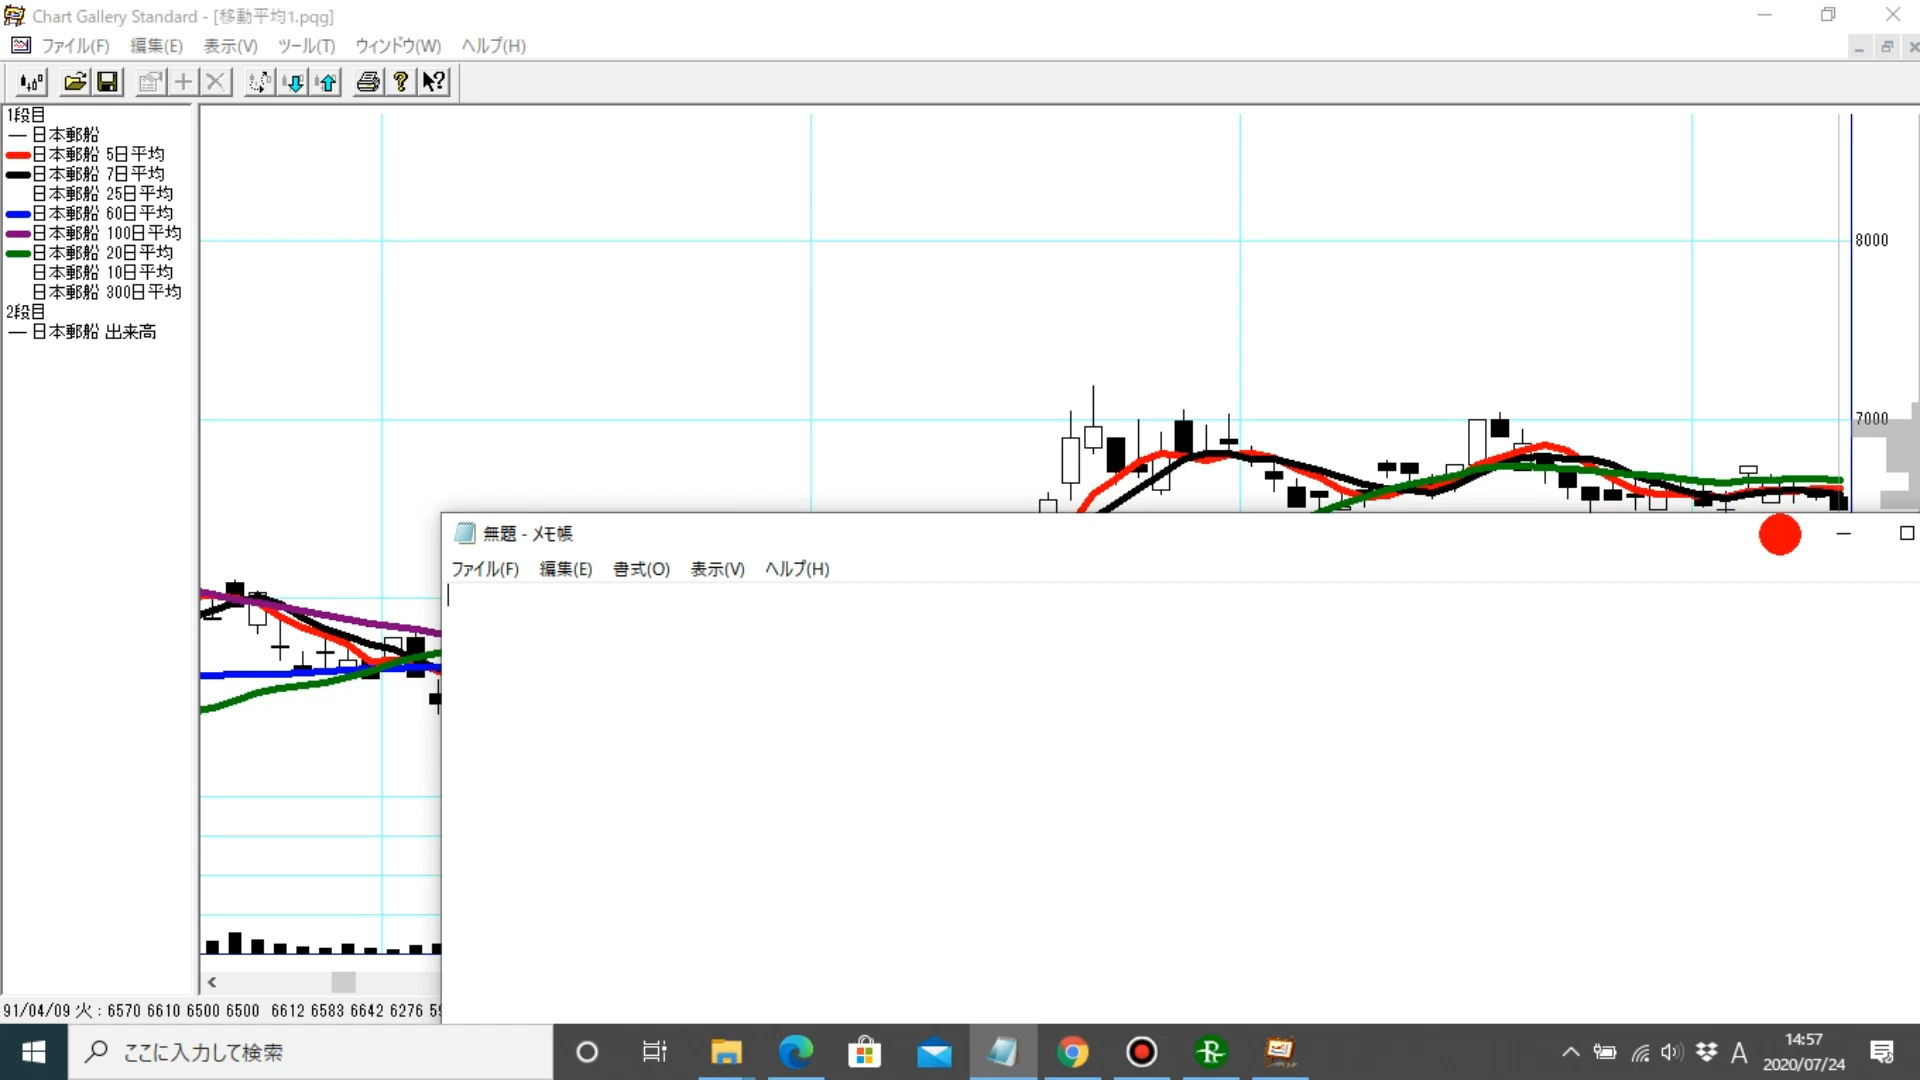 Chart Gallery Standard - [移動平均1.pqg]
ファイル(F) 編集(E) 表示(V) ツール(T) ウィンドウ(W) ヘルプ(H)
1段目
日本郵船
日本郵船 5日平均
日本郵船 7日平均
日本郵船 25日平均
日本郵船 60日平均
日本郵船 100日平均
日本郵船 20日平均
日本郵船 10日平均
日本郵船 300日平均
2段目
日本郵船 出来高
8000
7000
無題 - メモ帳
ファイル(F) 編集(E) 書式(O) 表示(V) ヘルプ(H)
91/04/09 火 : 6570 6610 6500 6500 6612 6583 6642 6276
ここに入力して検索
A
14:57
2020/07/24